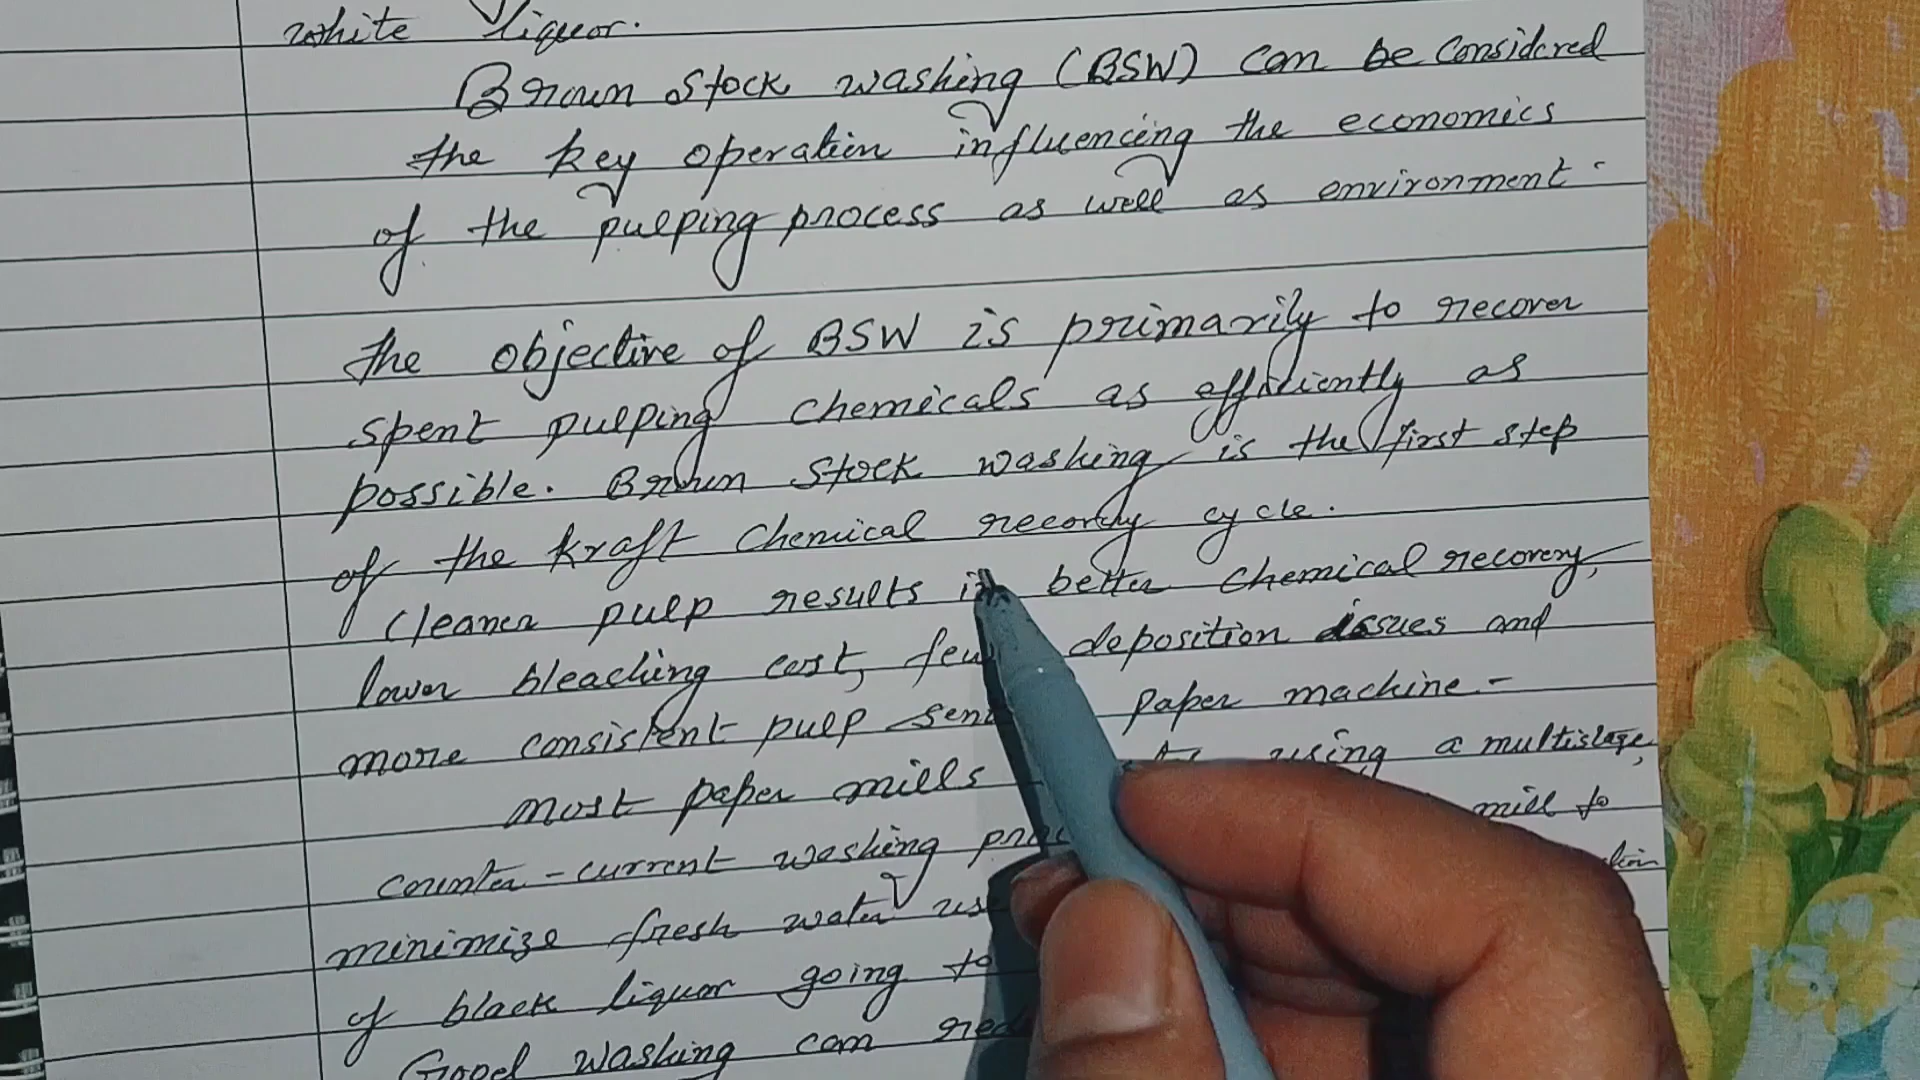 white liquor.
Brown Stock washing (BSW) can be considered
the key operation influencing the economics
of the pulping process as well as environment.
the objective of BSW is primarily to recover
spent pulping chemicals as efficiently as
possible. Brown Stock washing is the first step
of the kraft chemical recovery cycle.
Cleaner pulp results in better chemical recovery,
lower bleaching cost, deposition issues and
more consistent pulp paper machine.
most paper mills using a multistage,
counter-current washing mill to
minimize fresh water
of black liquor going to
Good washing can